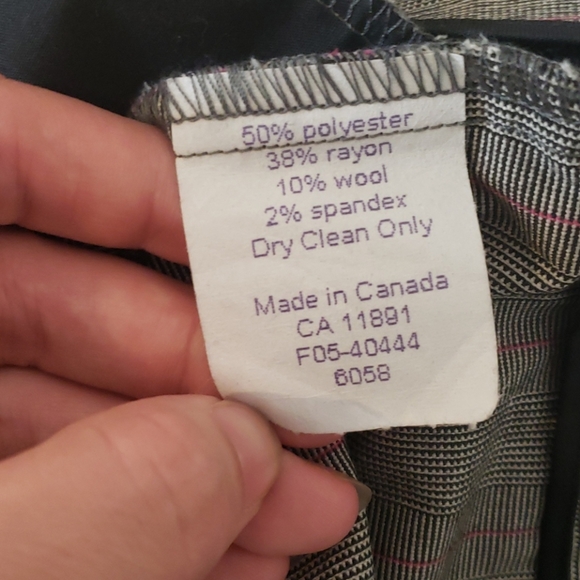 50% polyester
38% rayon
10% wool
2% spandex
Dry Clean Only
Made in Canada
CA 11891
F05-40444
6058